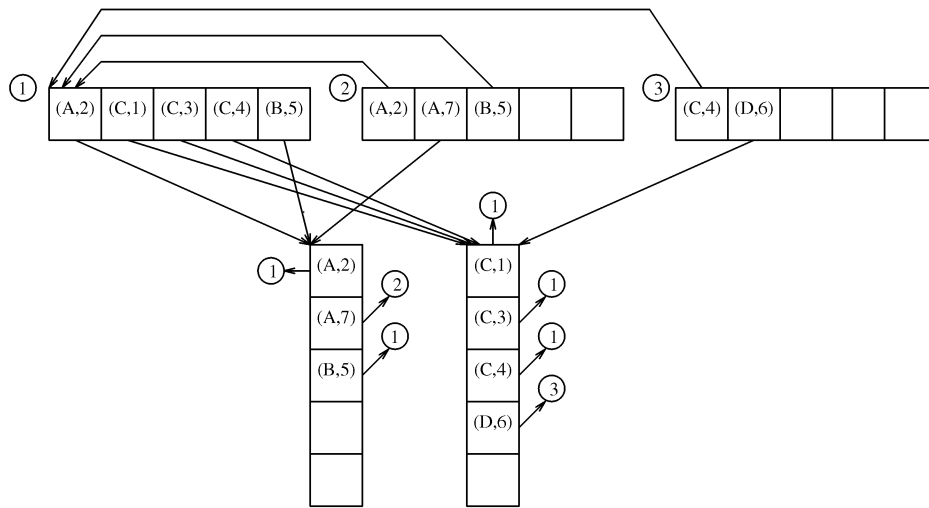 1 (A,2) (C,1) (C,3) (C,4) (B,5) 2 (A,2) (A,7) (B,5) 3 (C,4) (D,6)
1
1 (A,2) (C,1)
2 1
(A,7) (C,3)
1 1
(B,5) (C,4)
3
(D,6)